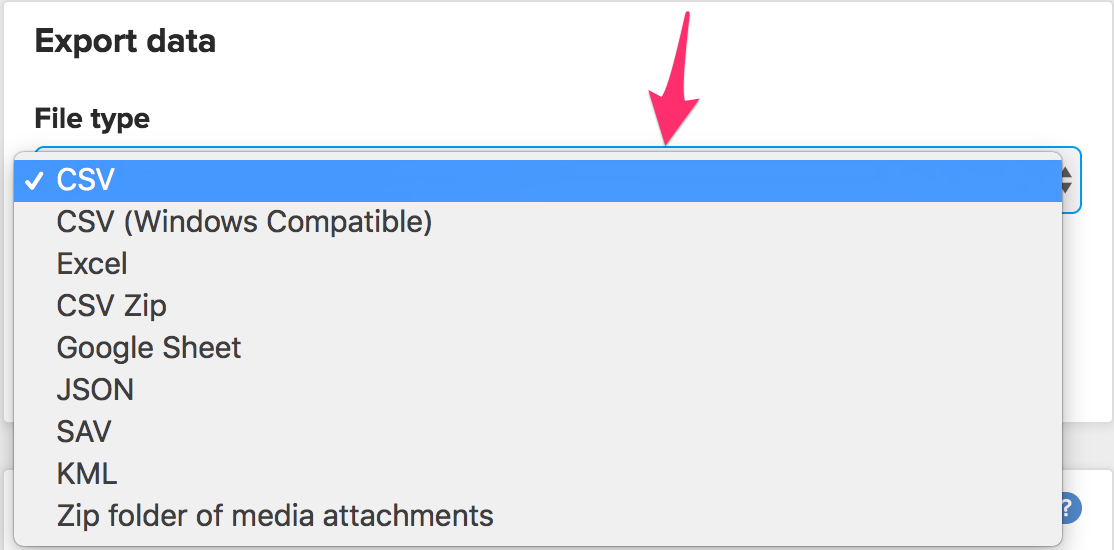 Export data
File type
✓ CSV
CSV (Windows Compatible)
Excel
CSV Zip
Google Sheet
JSON
SAV
KML
Zip folder of media attachments
?